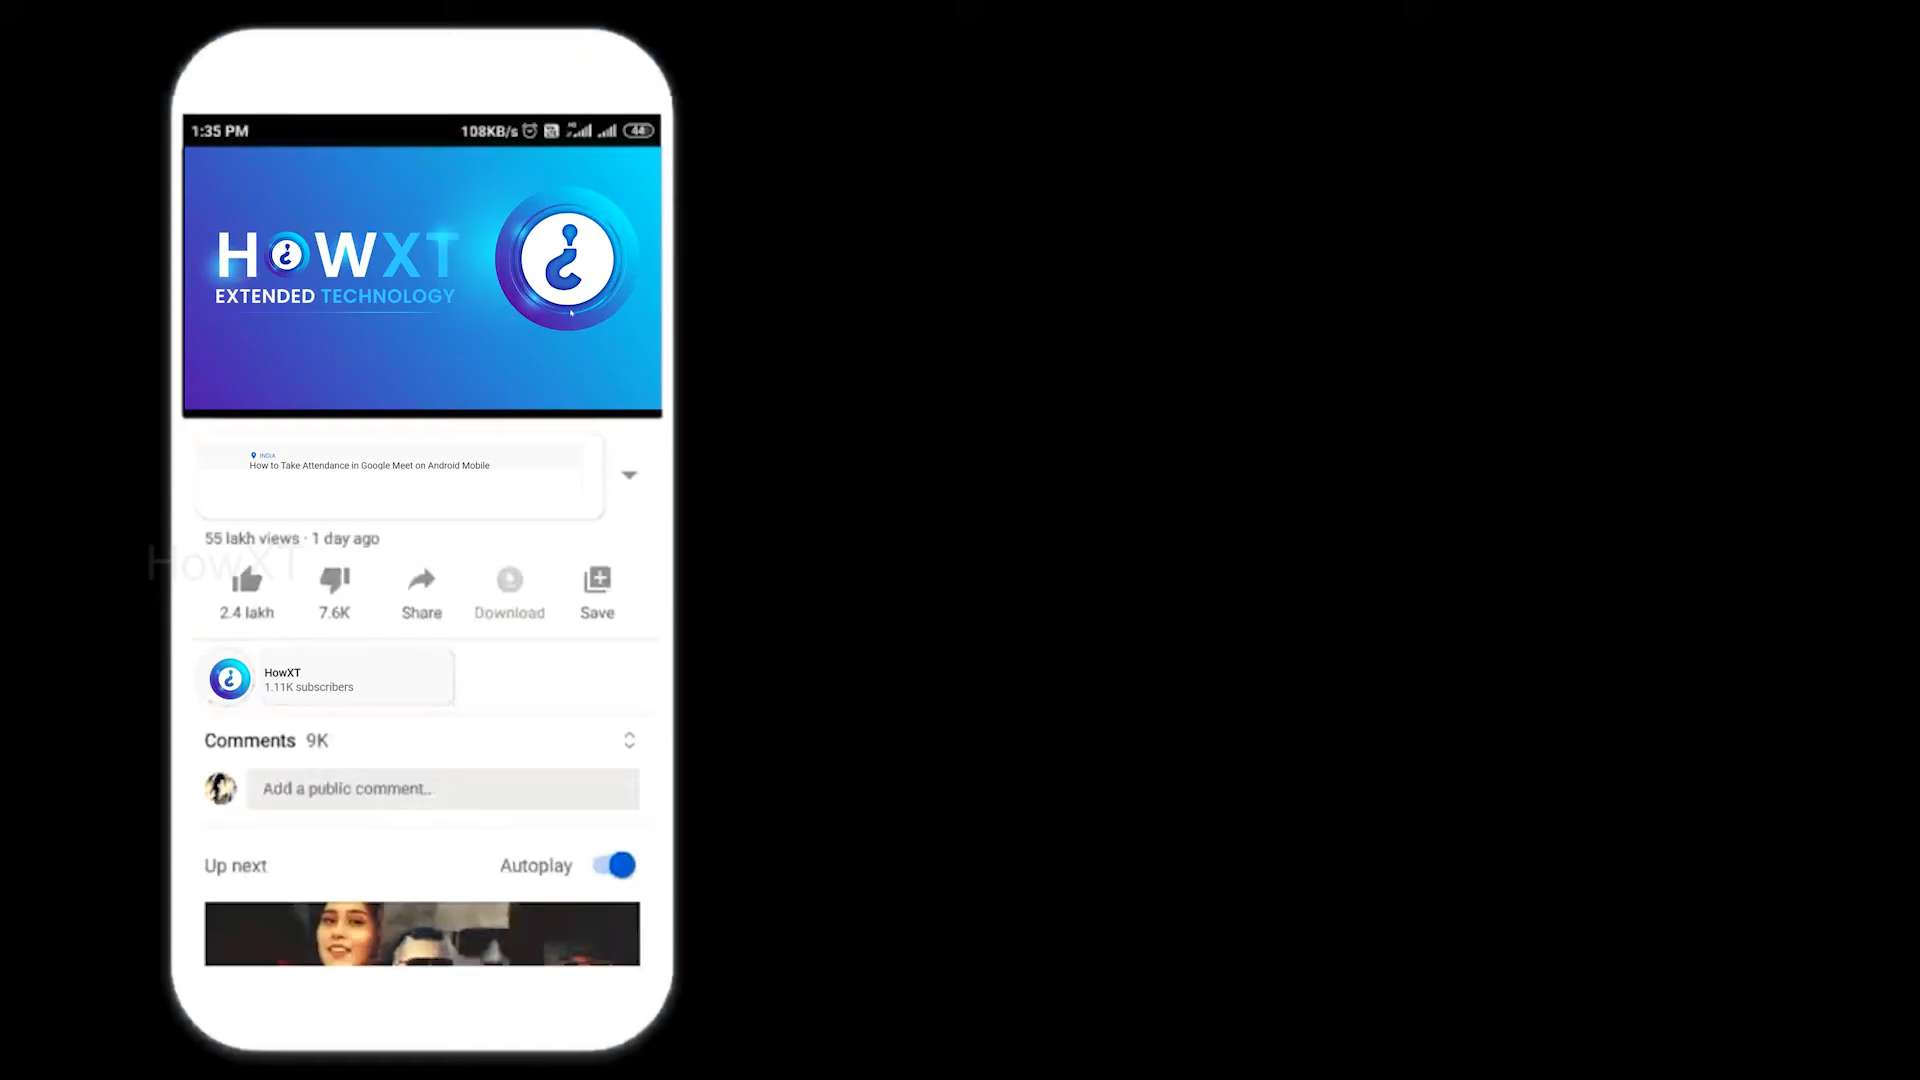 1:35 PM 108KB/s 44
HOWXT
EXTENDED TECHNOLOGY
INDIA
How to Take Attendance in Google Meet on Android Mobile
55 lakh views · 1 day ago
HowXT
2.4 lakh 7.6K Share Download Save
HowXT
1.11K subscribers
Comments 9K
Add a public comment...
Up next Autoplay